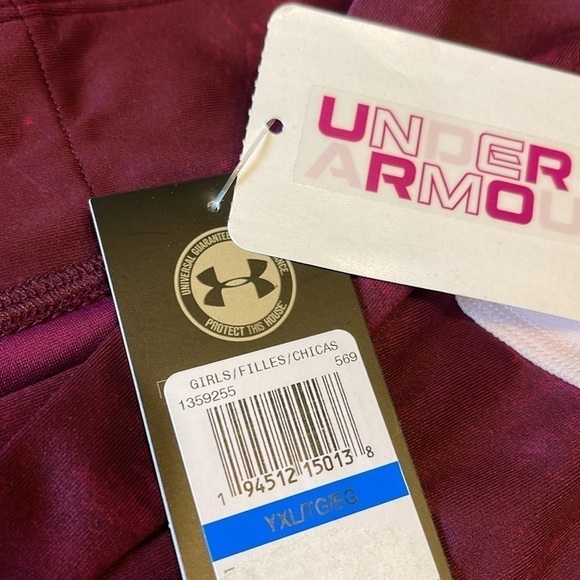 UNDER
ARMOU
UNIVERSAL GUARANTEE
PROTECT THIS HOUSE.
GIRLS/FILLES/CHICAS
1359255 569
1 94512 15013 8
YXL/TG/EG